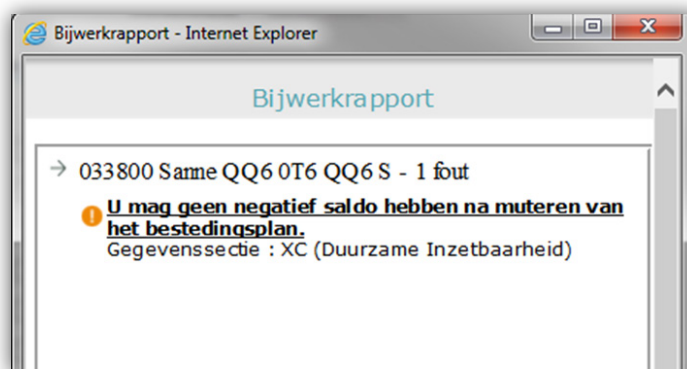 Bijwerkrapport - Internet Explorer
Bijwerkrapport
033800 Sanne QQ6 0T6 QQ6 S - 1 fout
U mag geen negatief saldo hebben na muteren van
het bestedingsplan.
Gegevenssectie : XC (Duurzame Inzetbaarheid)